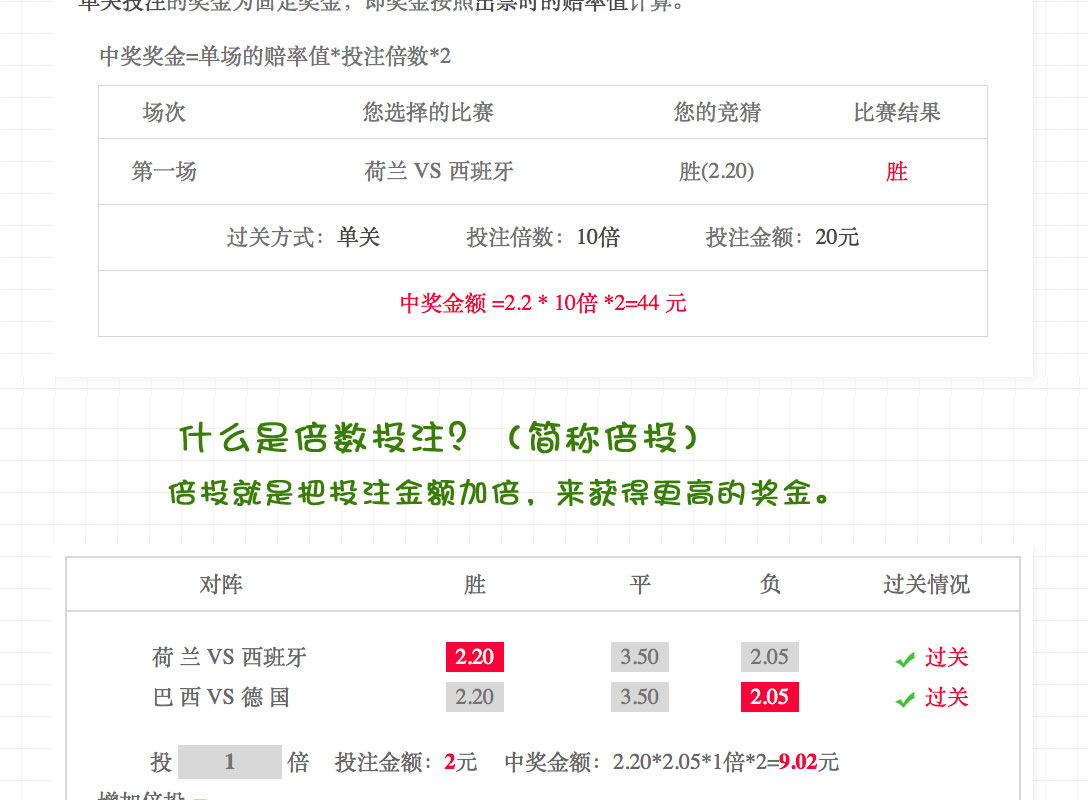 单关投注的奖金为固定奖金，即奖金按照出票时的赔率值计算。
中奖奖金=单场的赔率值*投注倍数*2
场次 您选择的比赛 您的竞猜 比赛结果
第一场 荷兰 VS 西班牙 胜(2.20) 胜
过关方式：单关 投注倍数：10倍 投注金额：20元
中奖金额 =2.2 * 10倍 *2=44 元
什么是倍数投注？（简称倍投）
倍投就是把投注金额加倍，来获得更高的奖金。
对阵 胜 平 负 过关情况
荷 兰 VS 西班牙 2.20 3.50 2.05 过关
巴 西 VS 德 国 2.20 3.50 2.05 过关
投 1 倍 投注金额：2元 中奖金额：2.20*2.05*1倍*2=9.02元
增加倍投